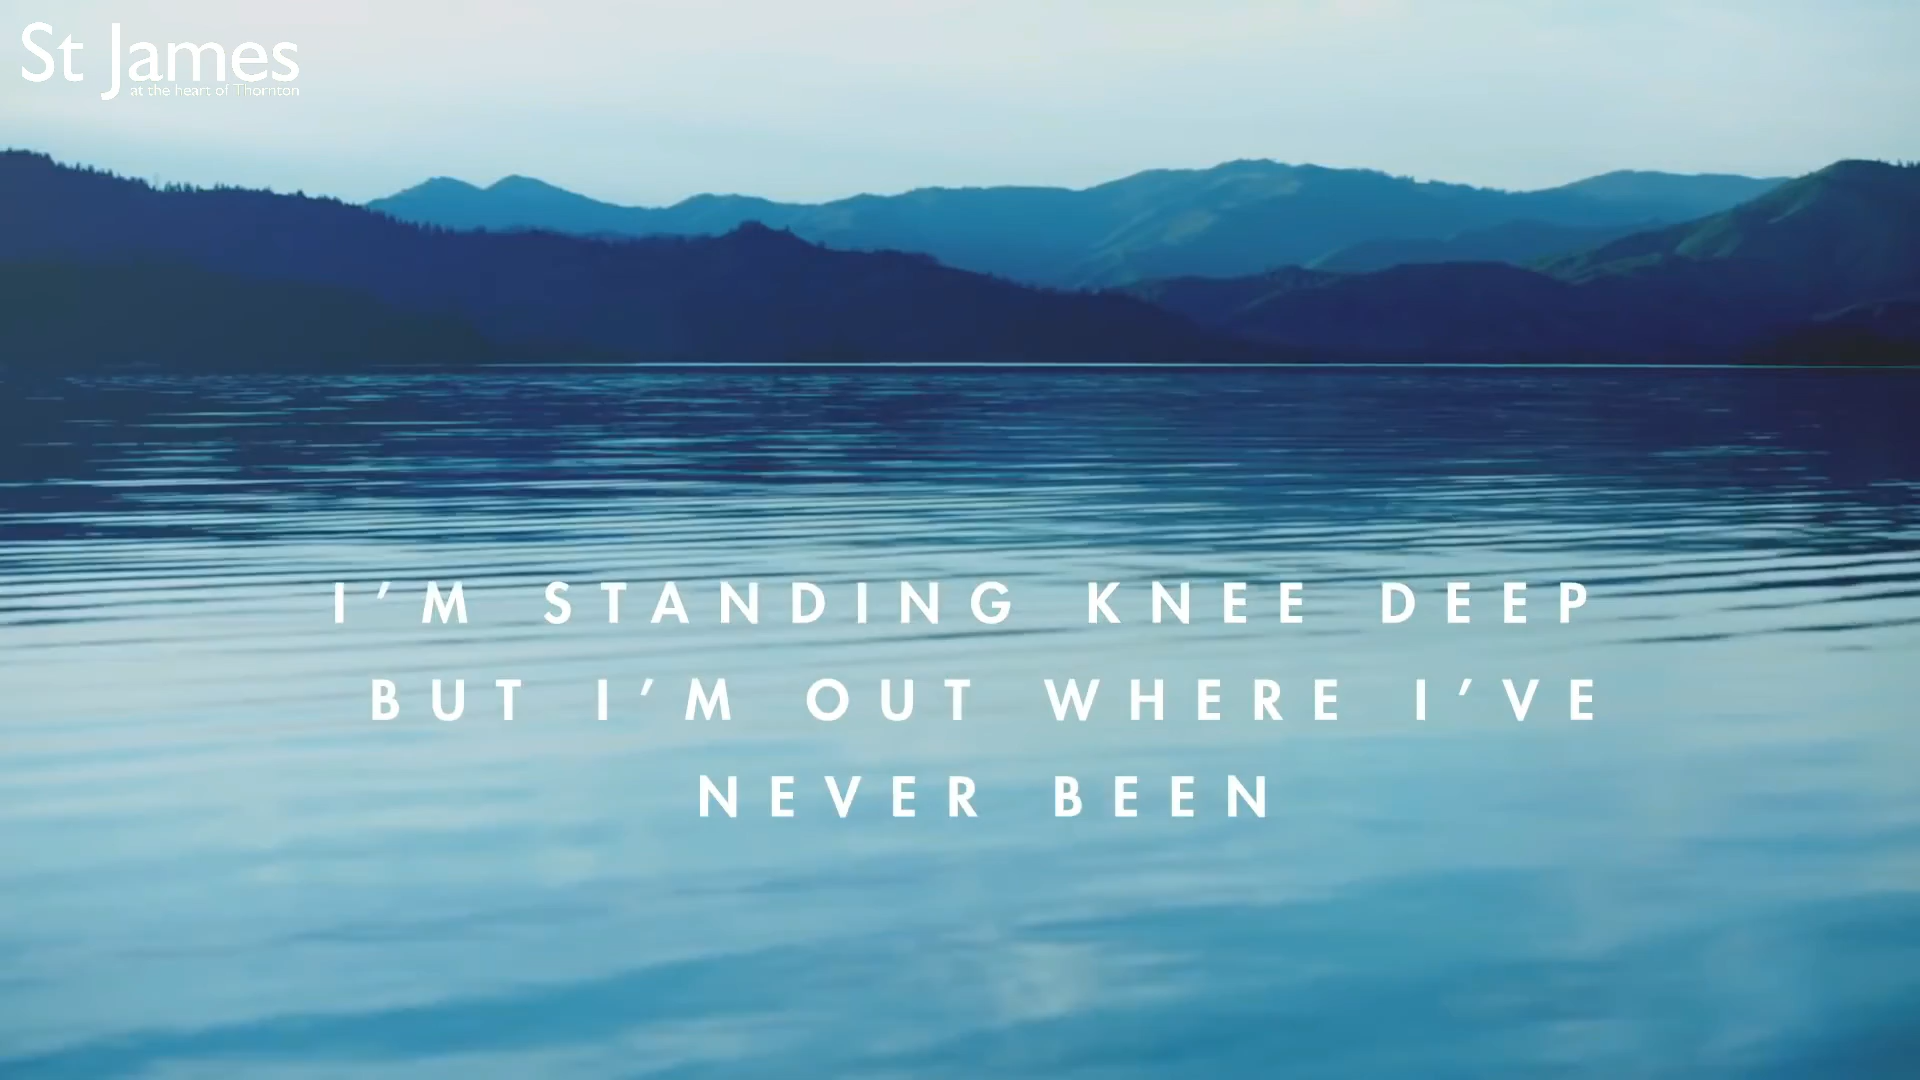 St James
at the heart of Thornton
I'M STANDING KNEE DEEP
BUT I'M OUT WHERE I'VE
NEVER BEEN